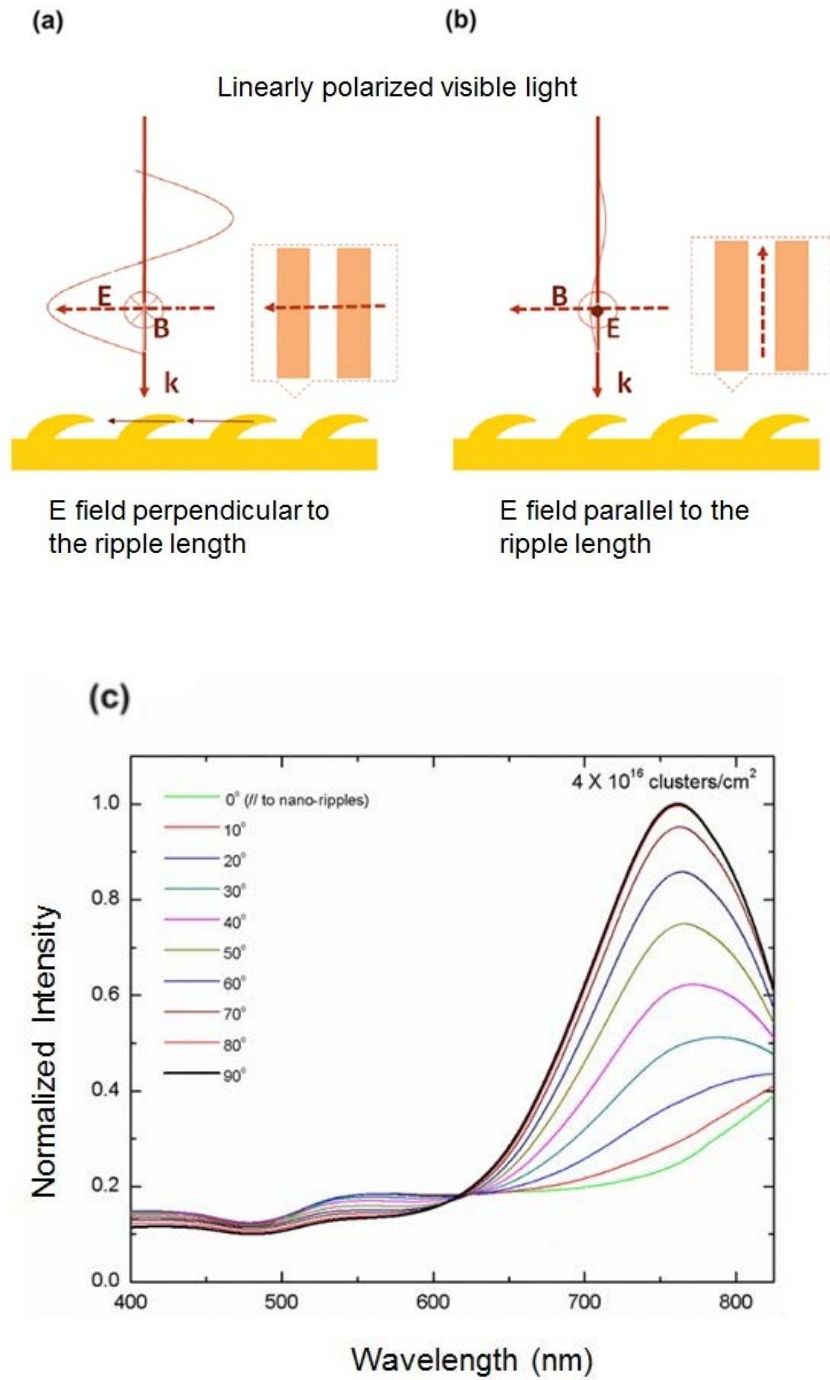 (a)
(b)
Linearly polarized visible light
E
B
k
B
E
k
E field perpendicular to
the ripple length
E field parallel to the
ripple length
(c)
4 X 10¹⁶ clusters/cm²
0° (// to nano-ripples)
10°
20°
30°
40°
50°
60°
70°
80°
90°
1.0
0.8
0.6
0.4
0.2
0.0
Normalized Intensity
400
500
600
700
800
Wavelength (nm)